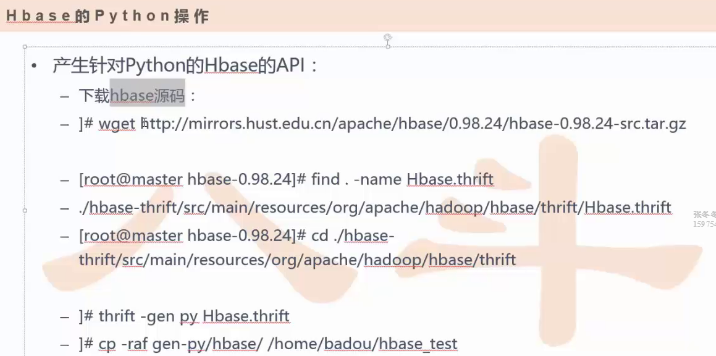 Hbase的Python操作
• 产生针对Python的Hbase的API：
– 下载hbase源码：
– ]# wget http://mirrors.hust.edu.cn/apache/hbase/0.98.24/hbase-0.98.24-src.tar.gz
– [root@master hbase-0.98.24]# find . -name Hbase.thrift
– ./hbase-thrift/src/main/resources/org/apache/hadoop/hbase/thrift/Hbase.thrift
– [root@master hbase-0.98.24]# cd ./hbase-
thrift/src/main/resources/org/apache/hadoop/hbase/thrift
– ]# thrift -gen py Hbase.thrift
– ]# cp -raf gen-py/hbase/ /home/badou/hbase_test
八斗